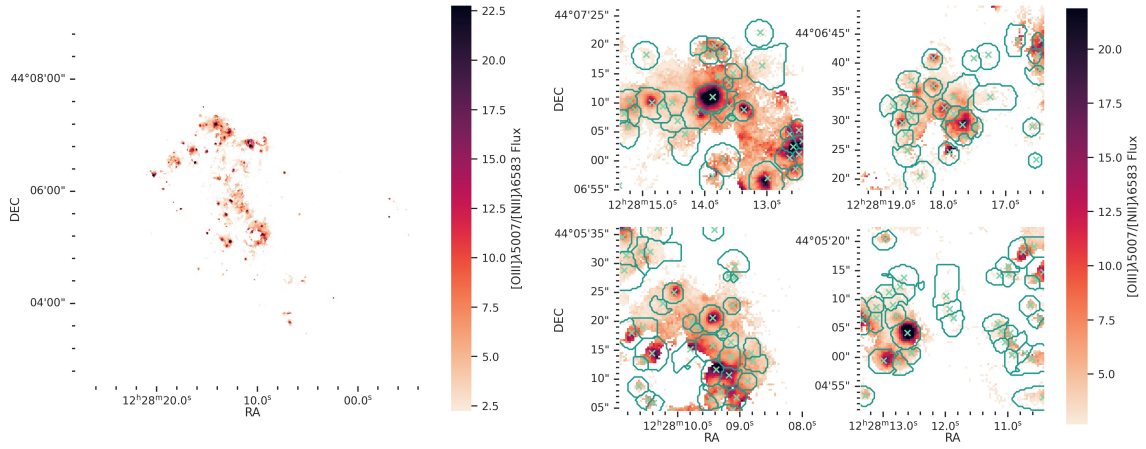 44°08'00"
06'00"
04'00"
DEC
12ʰ28ᵐ20.0ˢ
10.0ˢ
00.0ˢ
RA
22.5
20.0
17.5
15.0
12.5
10.0
7.5
5.0
2.5
[OIII]λ5007/[NII]λ6583 Flux
44°07'25"
20"
15"
10"
05"
00"
06'55"
DEC
12ʰ28ᵐ15.0ˢ
14.0ˢ
13.0ˢ
44°06'45"
40"
35"
30"
25"
20"
12ʰ28ᵐ19.0ˢ
18.0ˢ
17.0ˢ
44°05'35"
30"
25"
20"
15"
10"
05"
DEC
12ʰ28ᵐ10.0ˢ
09.0ˢ
08.0ˢ
RA
44°05'20"
15"
10"
05"
00"
04'55"
12ʰ28ᵐ13.0ˢ
12.0ˢ
11.0ˢ
RA
20.0
17.5
15.0
12.5
10.0
7.5
5.0
[OIII]λ5007/[NII]λ6583 Flux